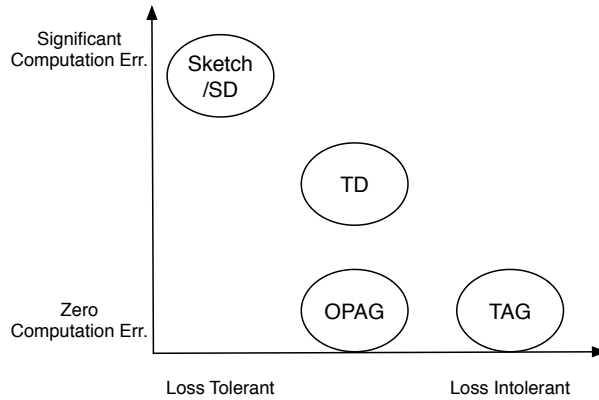 Significant
Computation Err.
Sketch
/SD
TD
OPAG
TAG
Zero
Computation Err.
Loss Tolerant
Loss Intolerant